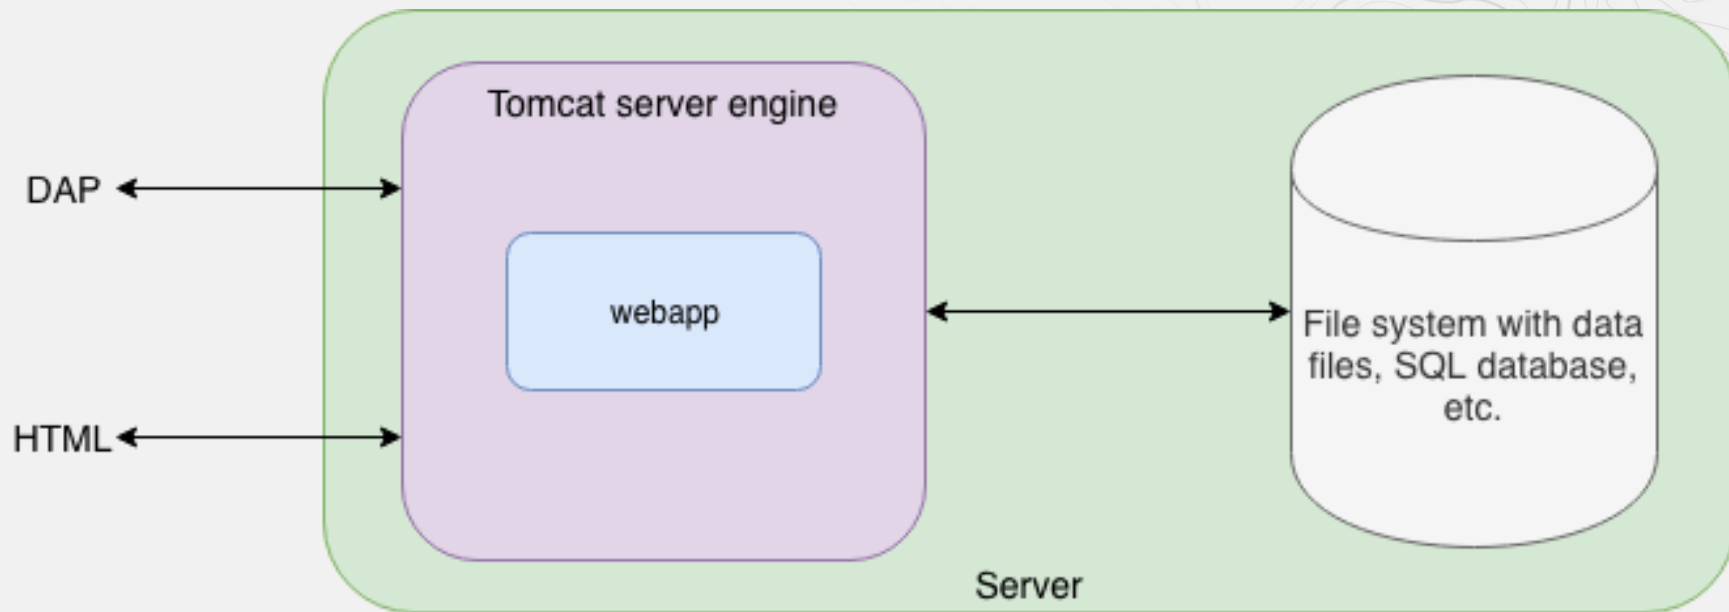 Tomcat server engine
DAP
webapp
HTML
File system with data
files, SQL database,
etc.
Server